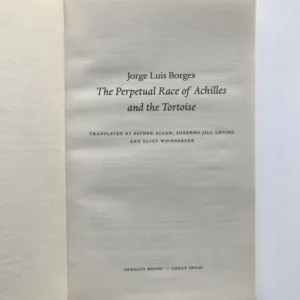 Jorge Luis Borges
The Perpetual Race of Achilles
and the Tortoise
TRANSLATED BY ESTHER ALLEN, SUZANNE JILL LEVINE
AND ELIOT WEINBERGER
PENGUIN BOOKS — GREAT IDEAS